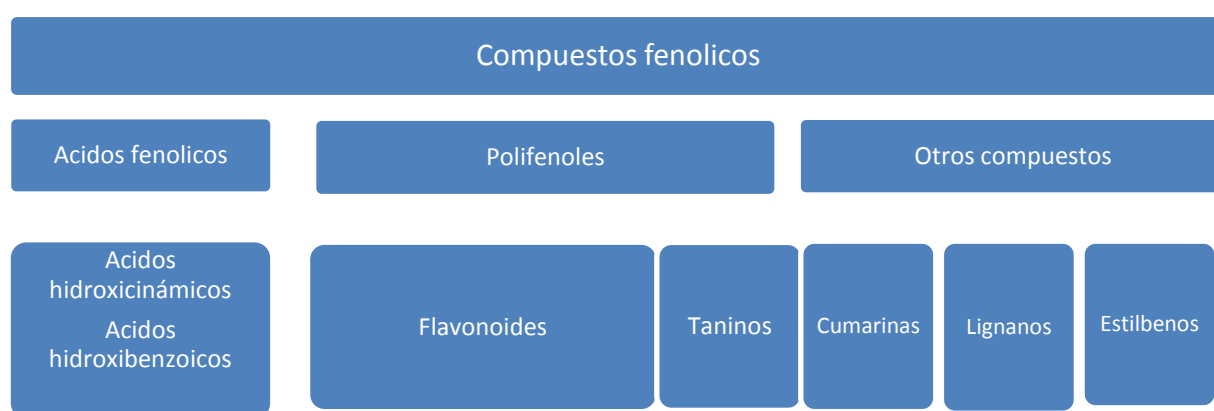 Compuestos fenolicos
Acidos fenolicos
Polifenoles
Otros compuestos
Acidos
hidroxicinámicos
Acidos
hidroxibenzoicos
Flavonoides
Taninos
Cumarinas
Lignanos
Estilbenos